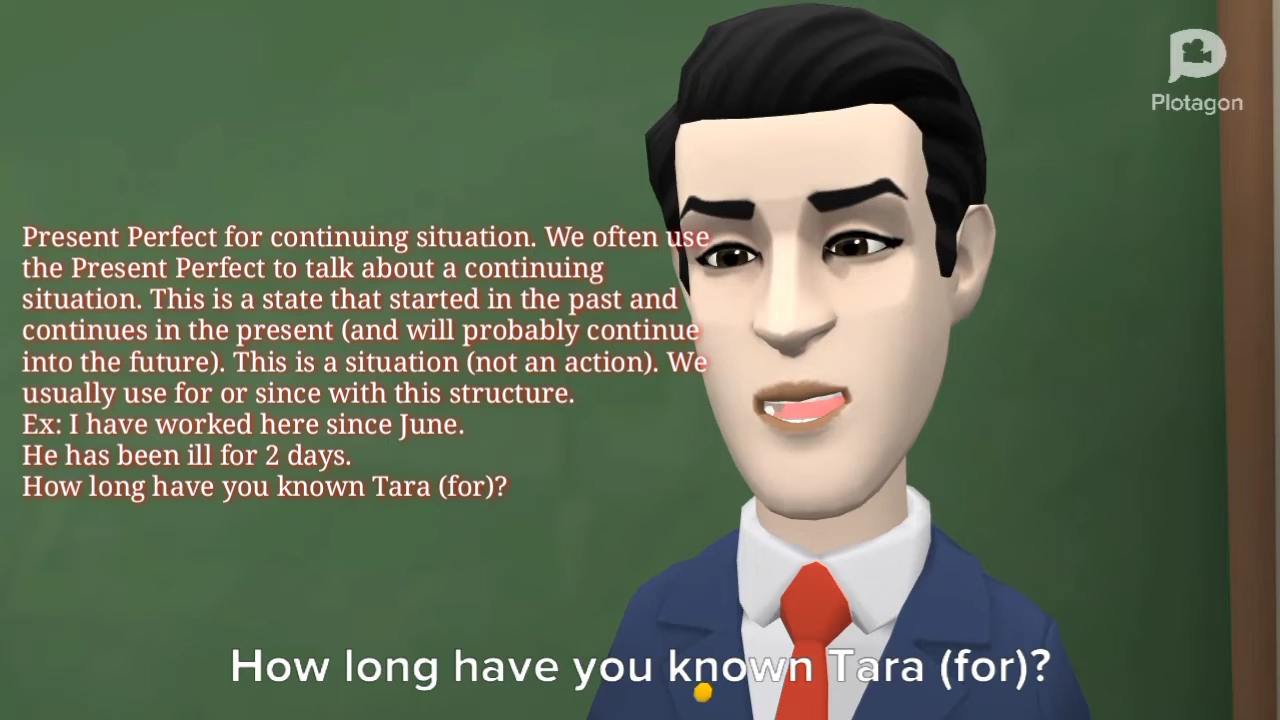 Plotagon
Present Perfect for continuing situation. We often use
the Present Perfect to talk about a continuing
situation. This is a state that started in the past and
continues in the present (and will probably continue
into the future). This is a situation (not an action). We
usually use for or since with this structure.
Ex: I have worked here since June.
He has been ill for 2 days.
How long have you known Tara (for)?
How long have you known Tara (for)?